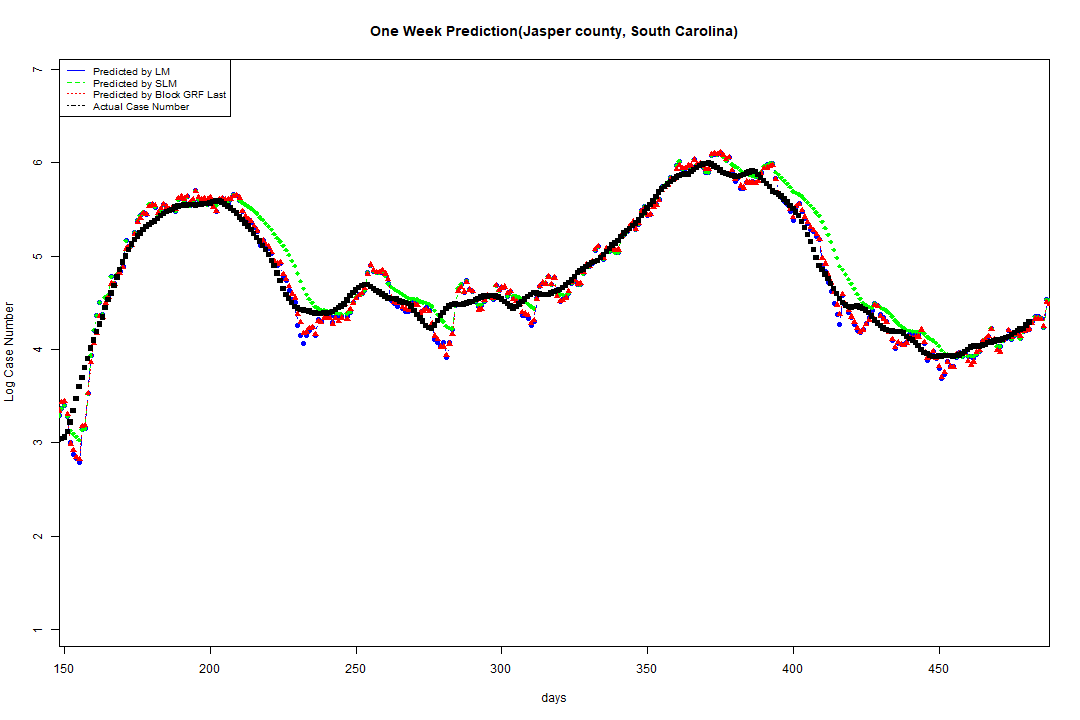 One Week Prediction(Jasper county, South Carolina)
Predicted by LM
Predicted by SLM
Predicted by Block GRF Last
Actual Case Number
7
6
5
4
3
2
1
Log Case Number
150 200 250 300 350 400 450
days